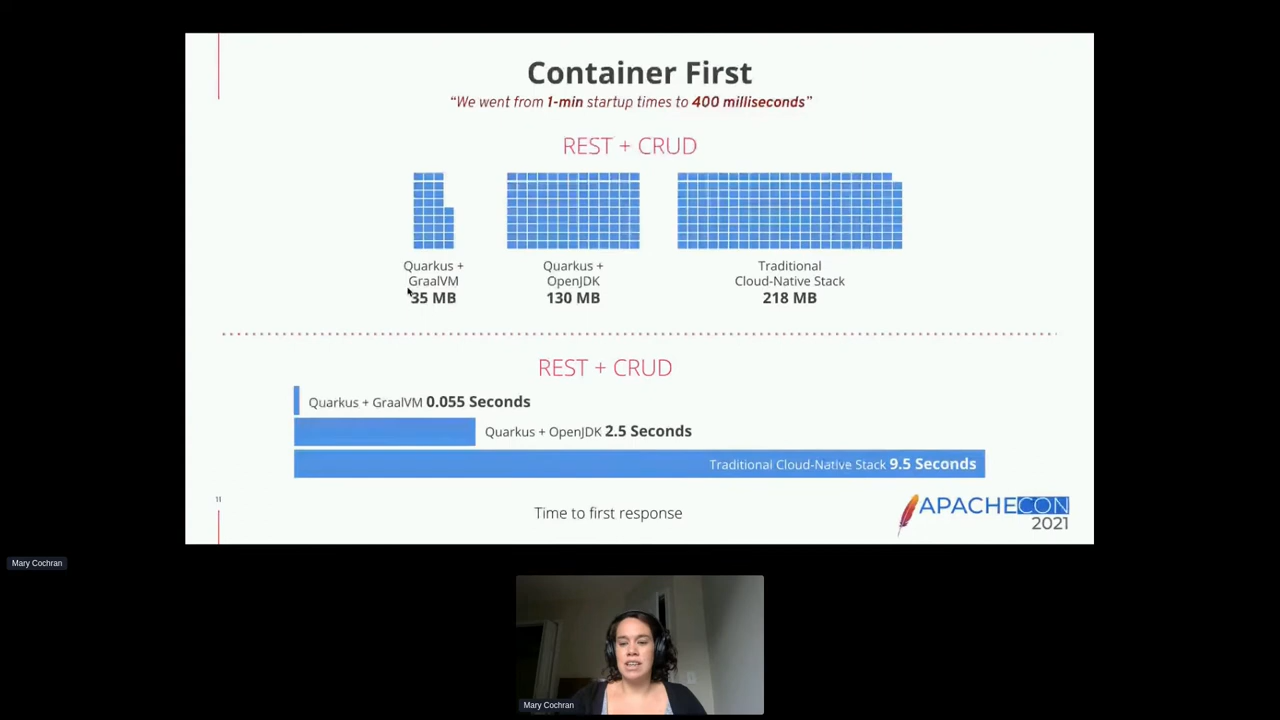 Container First
“We went from 1-min startup times to 400 milliseconds”
REST + CRUD
Quarkus +
GraalVM
35 MB
Quarkus +
OpenJDK
130 MB
Traditional
Cloud-Native Stack
218 MB
REST + CRUD
Quarkus + GraalVM 0.055 Seconds
Quarkus + OpenJDK 2.5 Seconds
Traditional Cloud-Native Stack 9.5 Seconds
11
Time to first response
APACHECON
2021
Mary Cochran
Mary Cochran